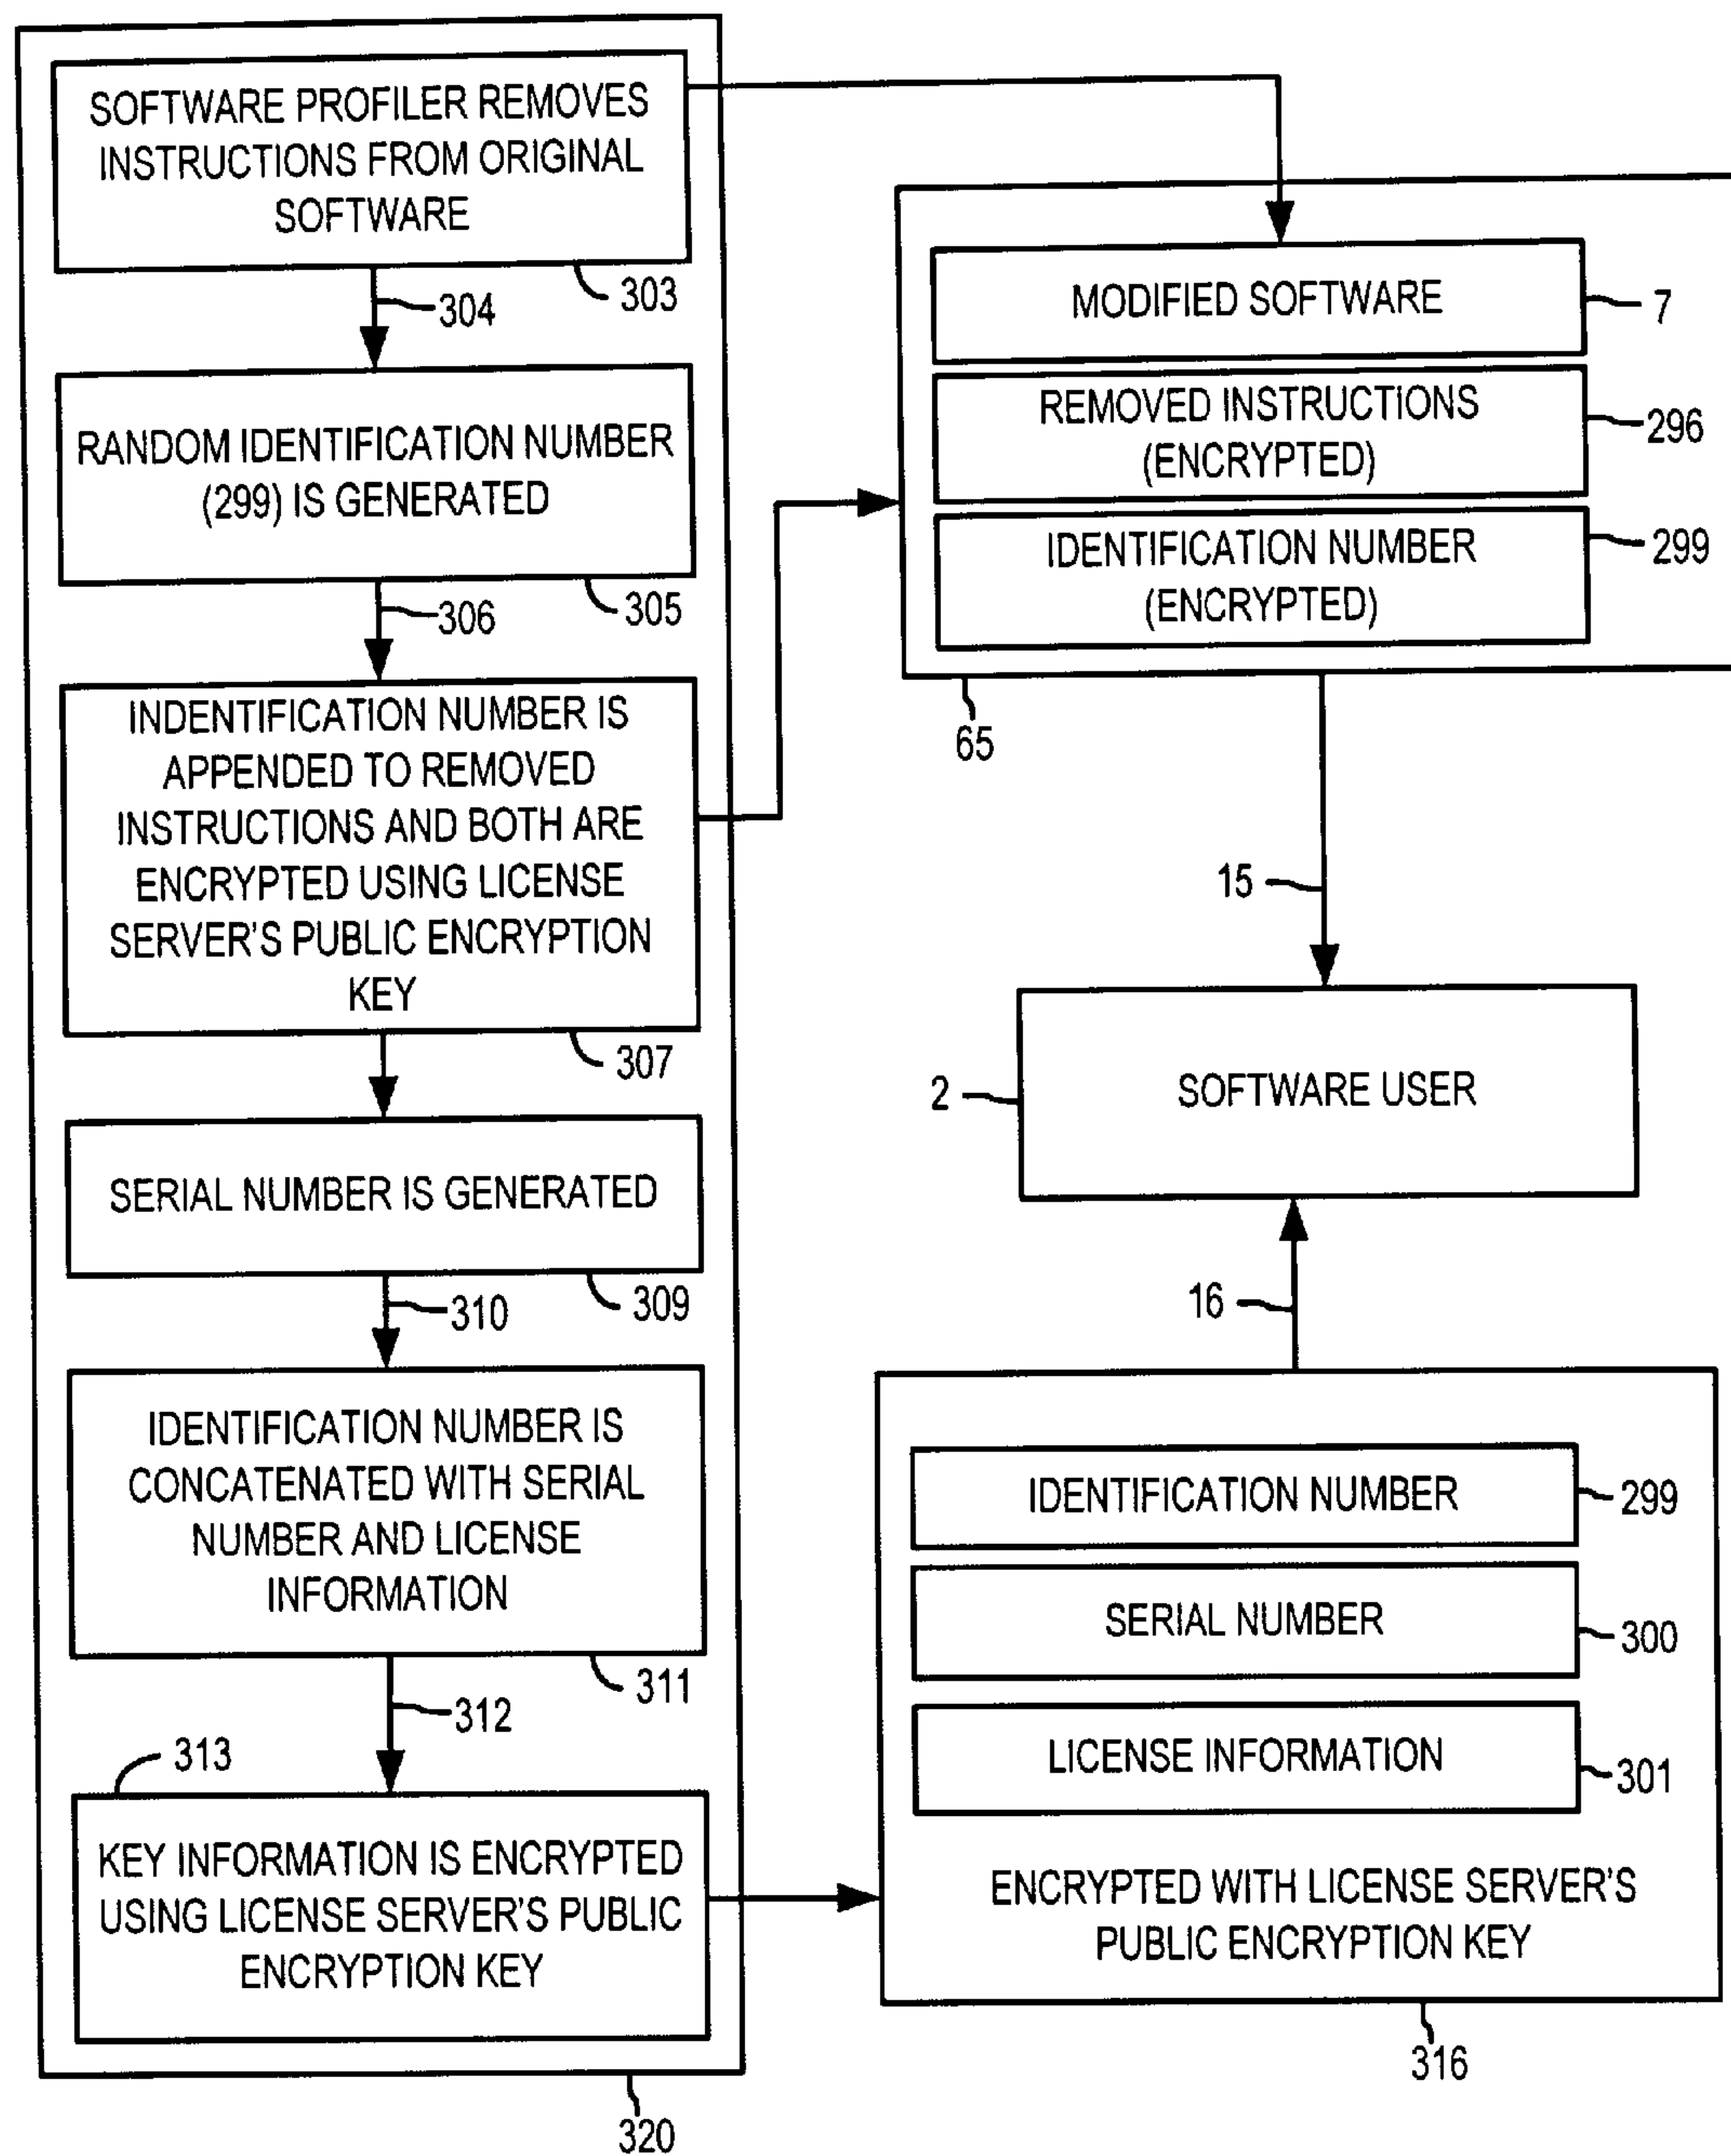 SOFTWARE PROFILER REMOVES
INSTRUCTIONS FROM ORIGINAL
SOFTWARE
303
304
RANDOM IDENTIFICATION NUMBER
(299) IS GENERATED
305
306
INDENTIFICATION NUMBER IS
APPENDED TO REMOVED
INSTRUCTIONS AND BOTH ARE
ENCRYPTED USING LICENSE
SERVER'S PUBLIC ENCRYPTION
KEY
307
SERIAL NUMBER IS GENERATED
309
310
IDENTIFICATION NUMBER IS
CONCATENATED WITH SERIAL
NUMBER AND LICENSE
INFORMATION
311
312
313
KEY INFORMATION IS ENCRYPTED
USING LICENSE SERVER'S PUBLIC
ENCRYPTION KEY
320
MODIFIED SOFTWARE
7
REMOVED INSTRUCTIONS
(ENCRYPTED)
296
IDENTIFICATION NUMBER
(ENCRYPTED)
299
65
15
2
SOFTWARE USER
16
IDENTIFICATION NUMBER
299
SERIAL NUMBER
300
LICENSE INFORMATION
301
ENCRYPTED WITH LICENSE SERVER'S
PUBLIC ENCRYPTION KEY
316